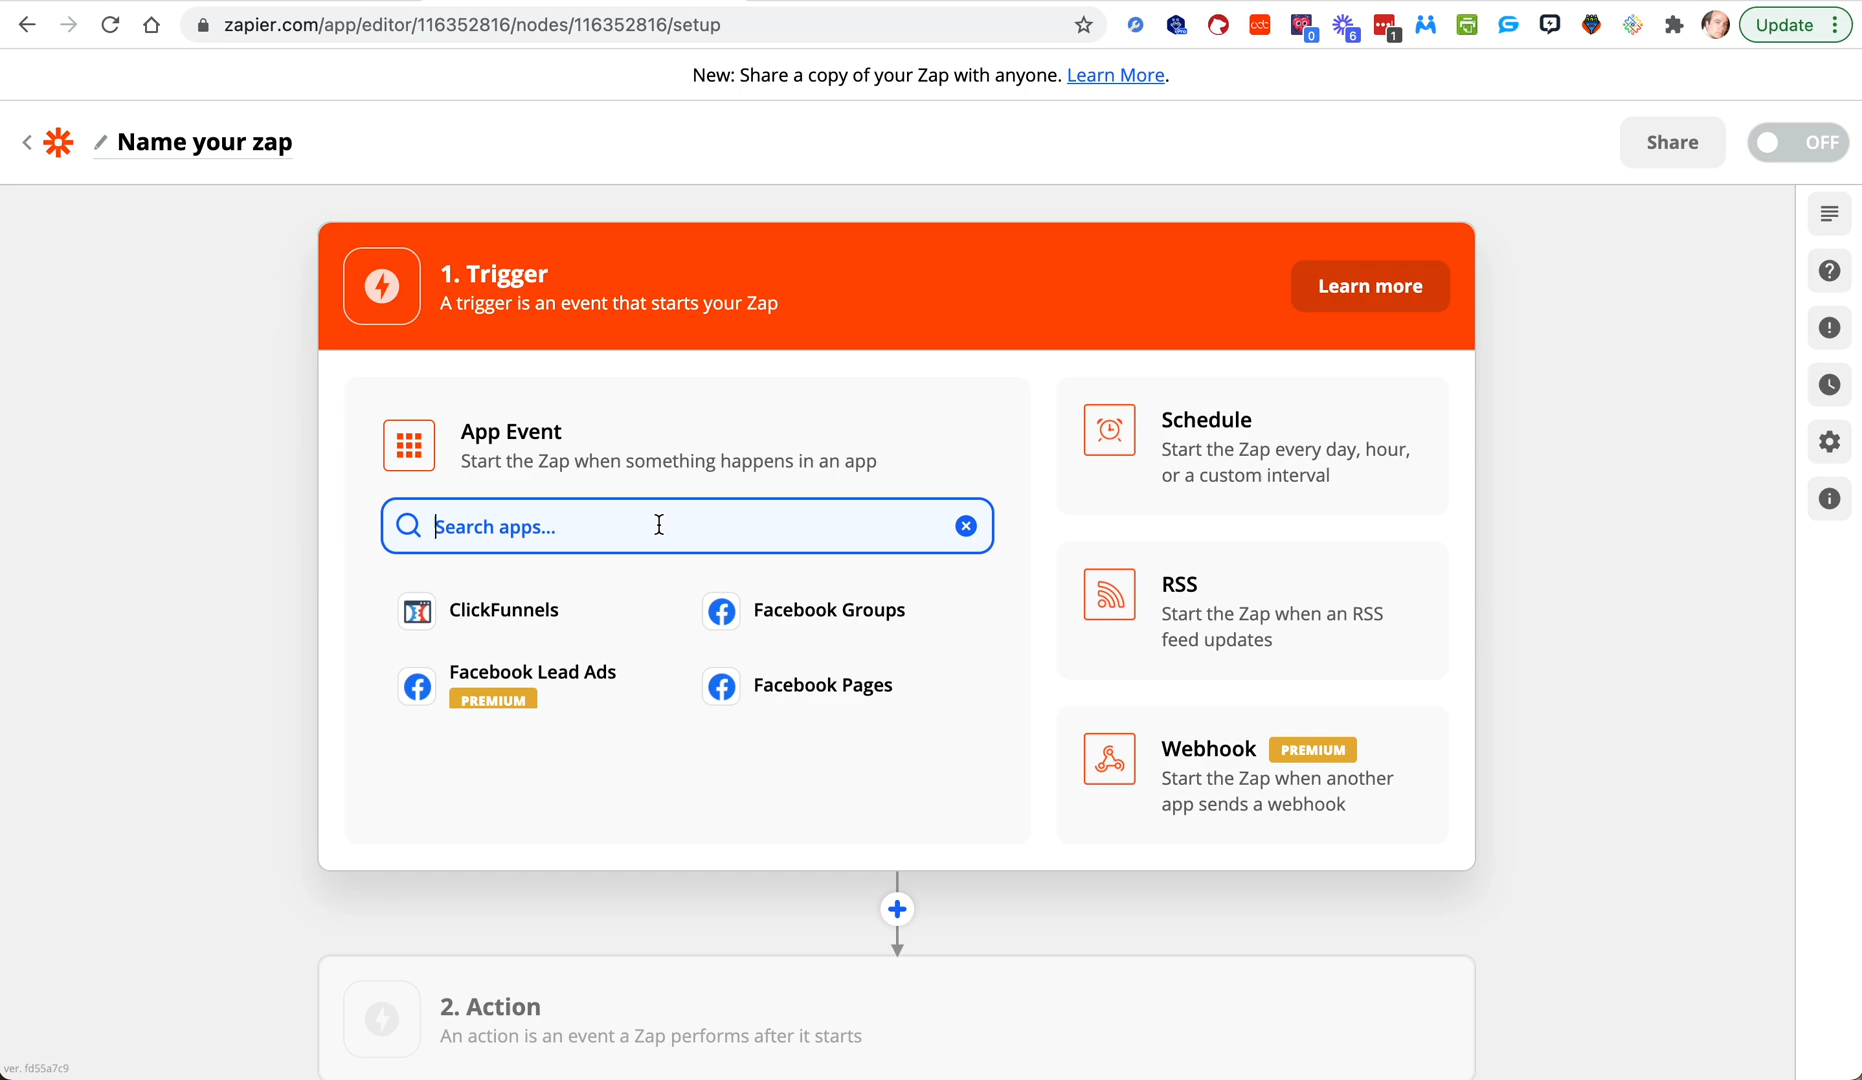 zapier.com/app/editor/116352816/nodes/116352816/setup
0
6
1
Update
New: Share a copy of your Zap with anyone. Learn More.
Name your zap
Share
OFF
1. Trigger
A trigger is an event that starts your Zap
Learn more
App Event
Start the Zap when something happens in an app
Search apps...
ClickFunnels
Facebook Groups
Facebook Lead Ads
PREMIUM
Facebook Pages
Schedule
Start the Zap every day, hour,
or a custom interval
RSS
Start the Zap when an RSS
feed updates
Webhook PREMIUM
Start the Zap when another
app sends a webhook
2. Action
An action is an event a Zap performs after it starts
ver. fd55a7c9